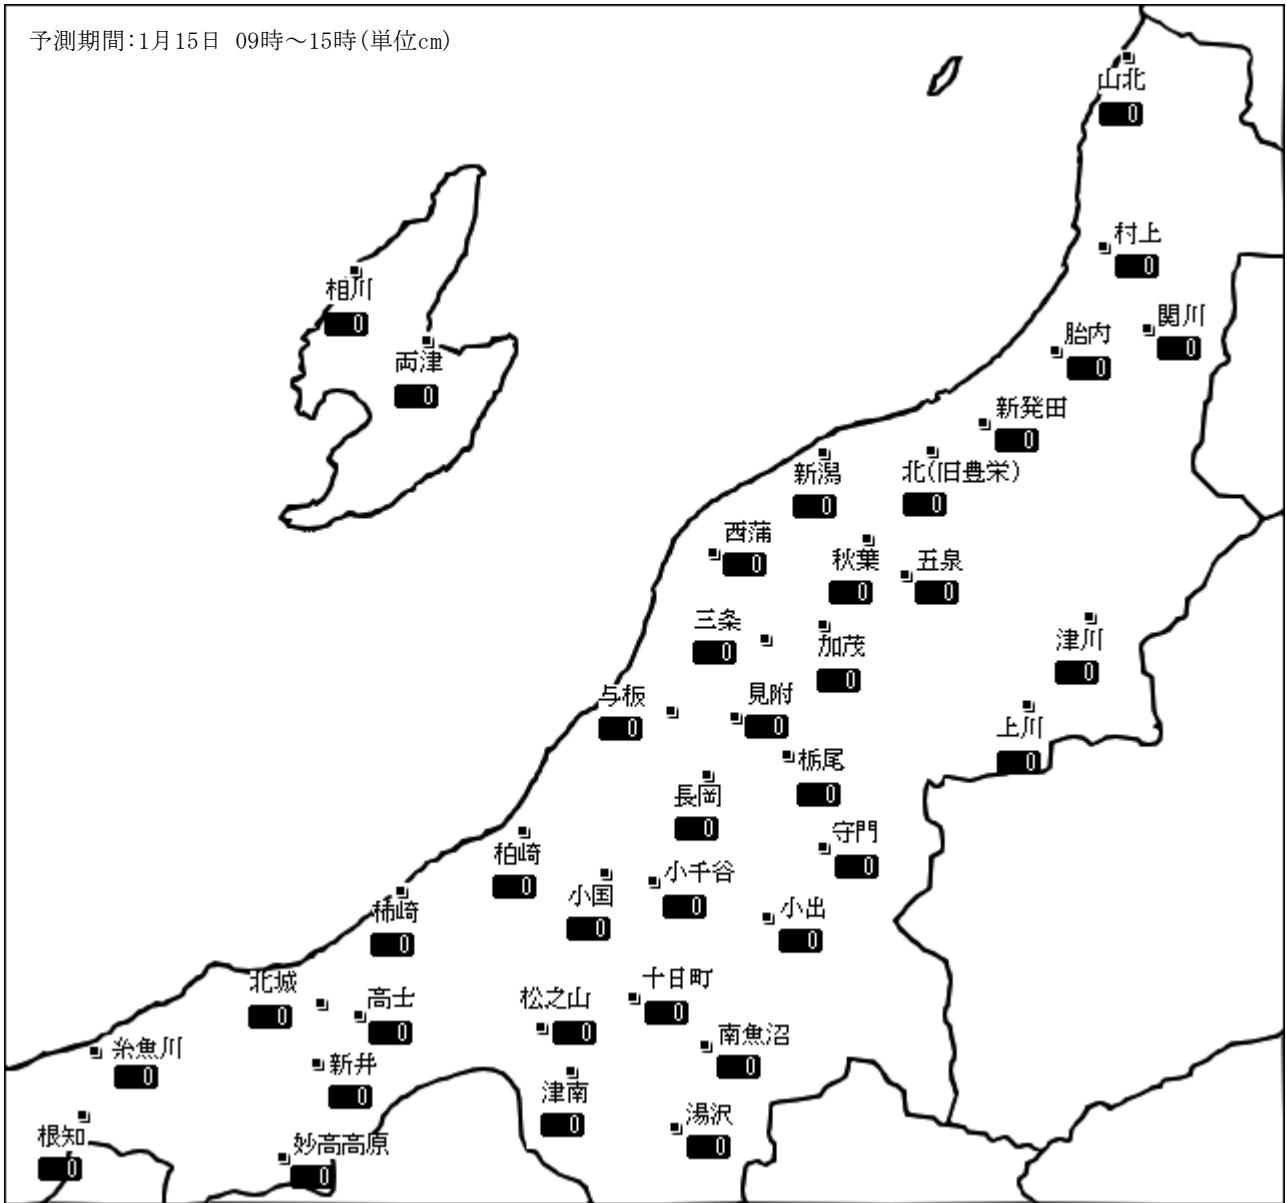 予測期間:1月15日 09時～15時(単位cm)
山北
0
村上
0
相川
0
関川
0
胎内
0
両津
0
新発田
0
新潟
0
北(旧豊栄)
0
西蒲
0
秋葉
0
五泉
0
三条
0
加茂
0
津川
0
与板
0
見附
0
上川
0
栃尾
0
長岡
0
守門
0
柏崎
0
小千谷
0
小国
0
小出
0
柿崎
0
北城
0
高士
0
松之山
0
十日町
0
南魚沼
0
糸魚川
0
新井
0
津南
0
湯沢
0
根知
0
妙高高原
0